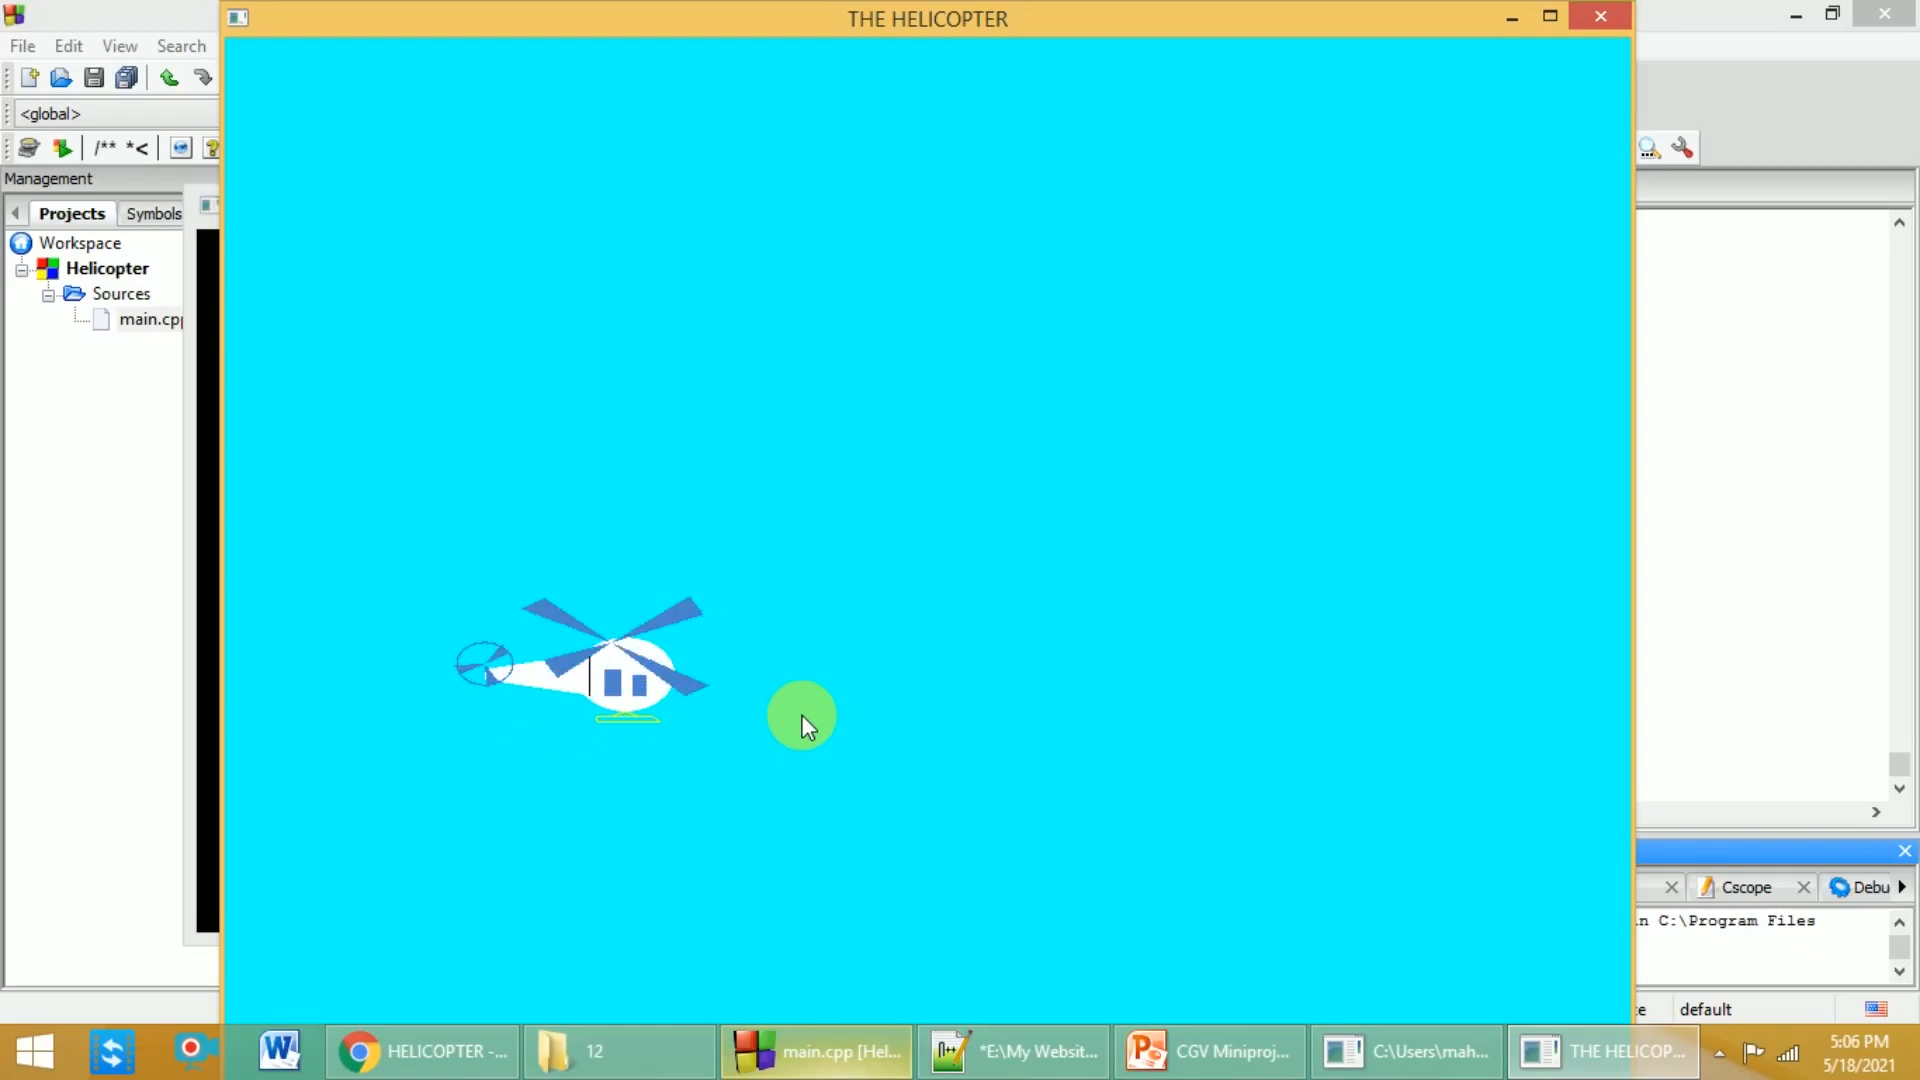 THE HELICOPTER
File Edit View Search
<global>
/** *<
Management
Projects Symbols
Workspace
Helicopter
Sources
main.cpp
Cscope
Debu
C:\Program Files
default
HELICOPTER -...
12
main.cpp [Hel...
*E:\My Websit...
CGV Miniproj...
C:\Users\mah...
THE HELICOP...
5:06 PM
5/18/2021